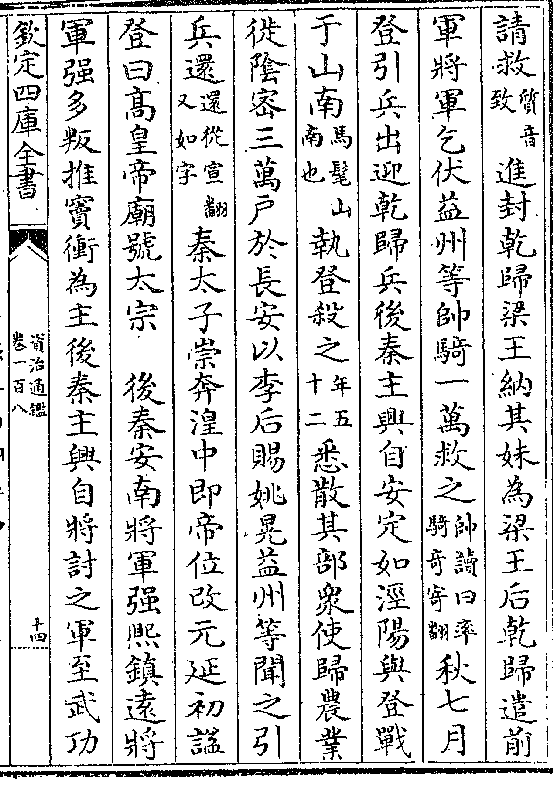 請救質音致進封乾歸梁王納其妹為梁王后乾歸遣前
軍將軍乞伏益州等帥騎一萬救之帥讀曰率騎奇寄翻秋七月
登引兵出迎乾歸兵後秦主興自安定如涇陽與登戰
于山南馬髦山南也執登殺之年五十二悉散其部衆使歸農業
徙陰密三萬戶於長安以李后賜姚晃益州等聞之引
兵還還從宣翻又如字秦太子崇奔湟中即帝位改元延初諡
登曰髙皇帝廟號太宗　後秦安南將軍强熙鎮遠將
軍强多叛推竇衝為主後秦主興自將討之軍至武功
欽定四庫全書
資治通鑑
卷一百八
十四